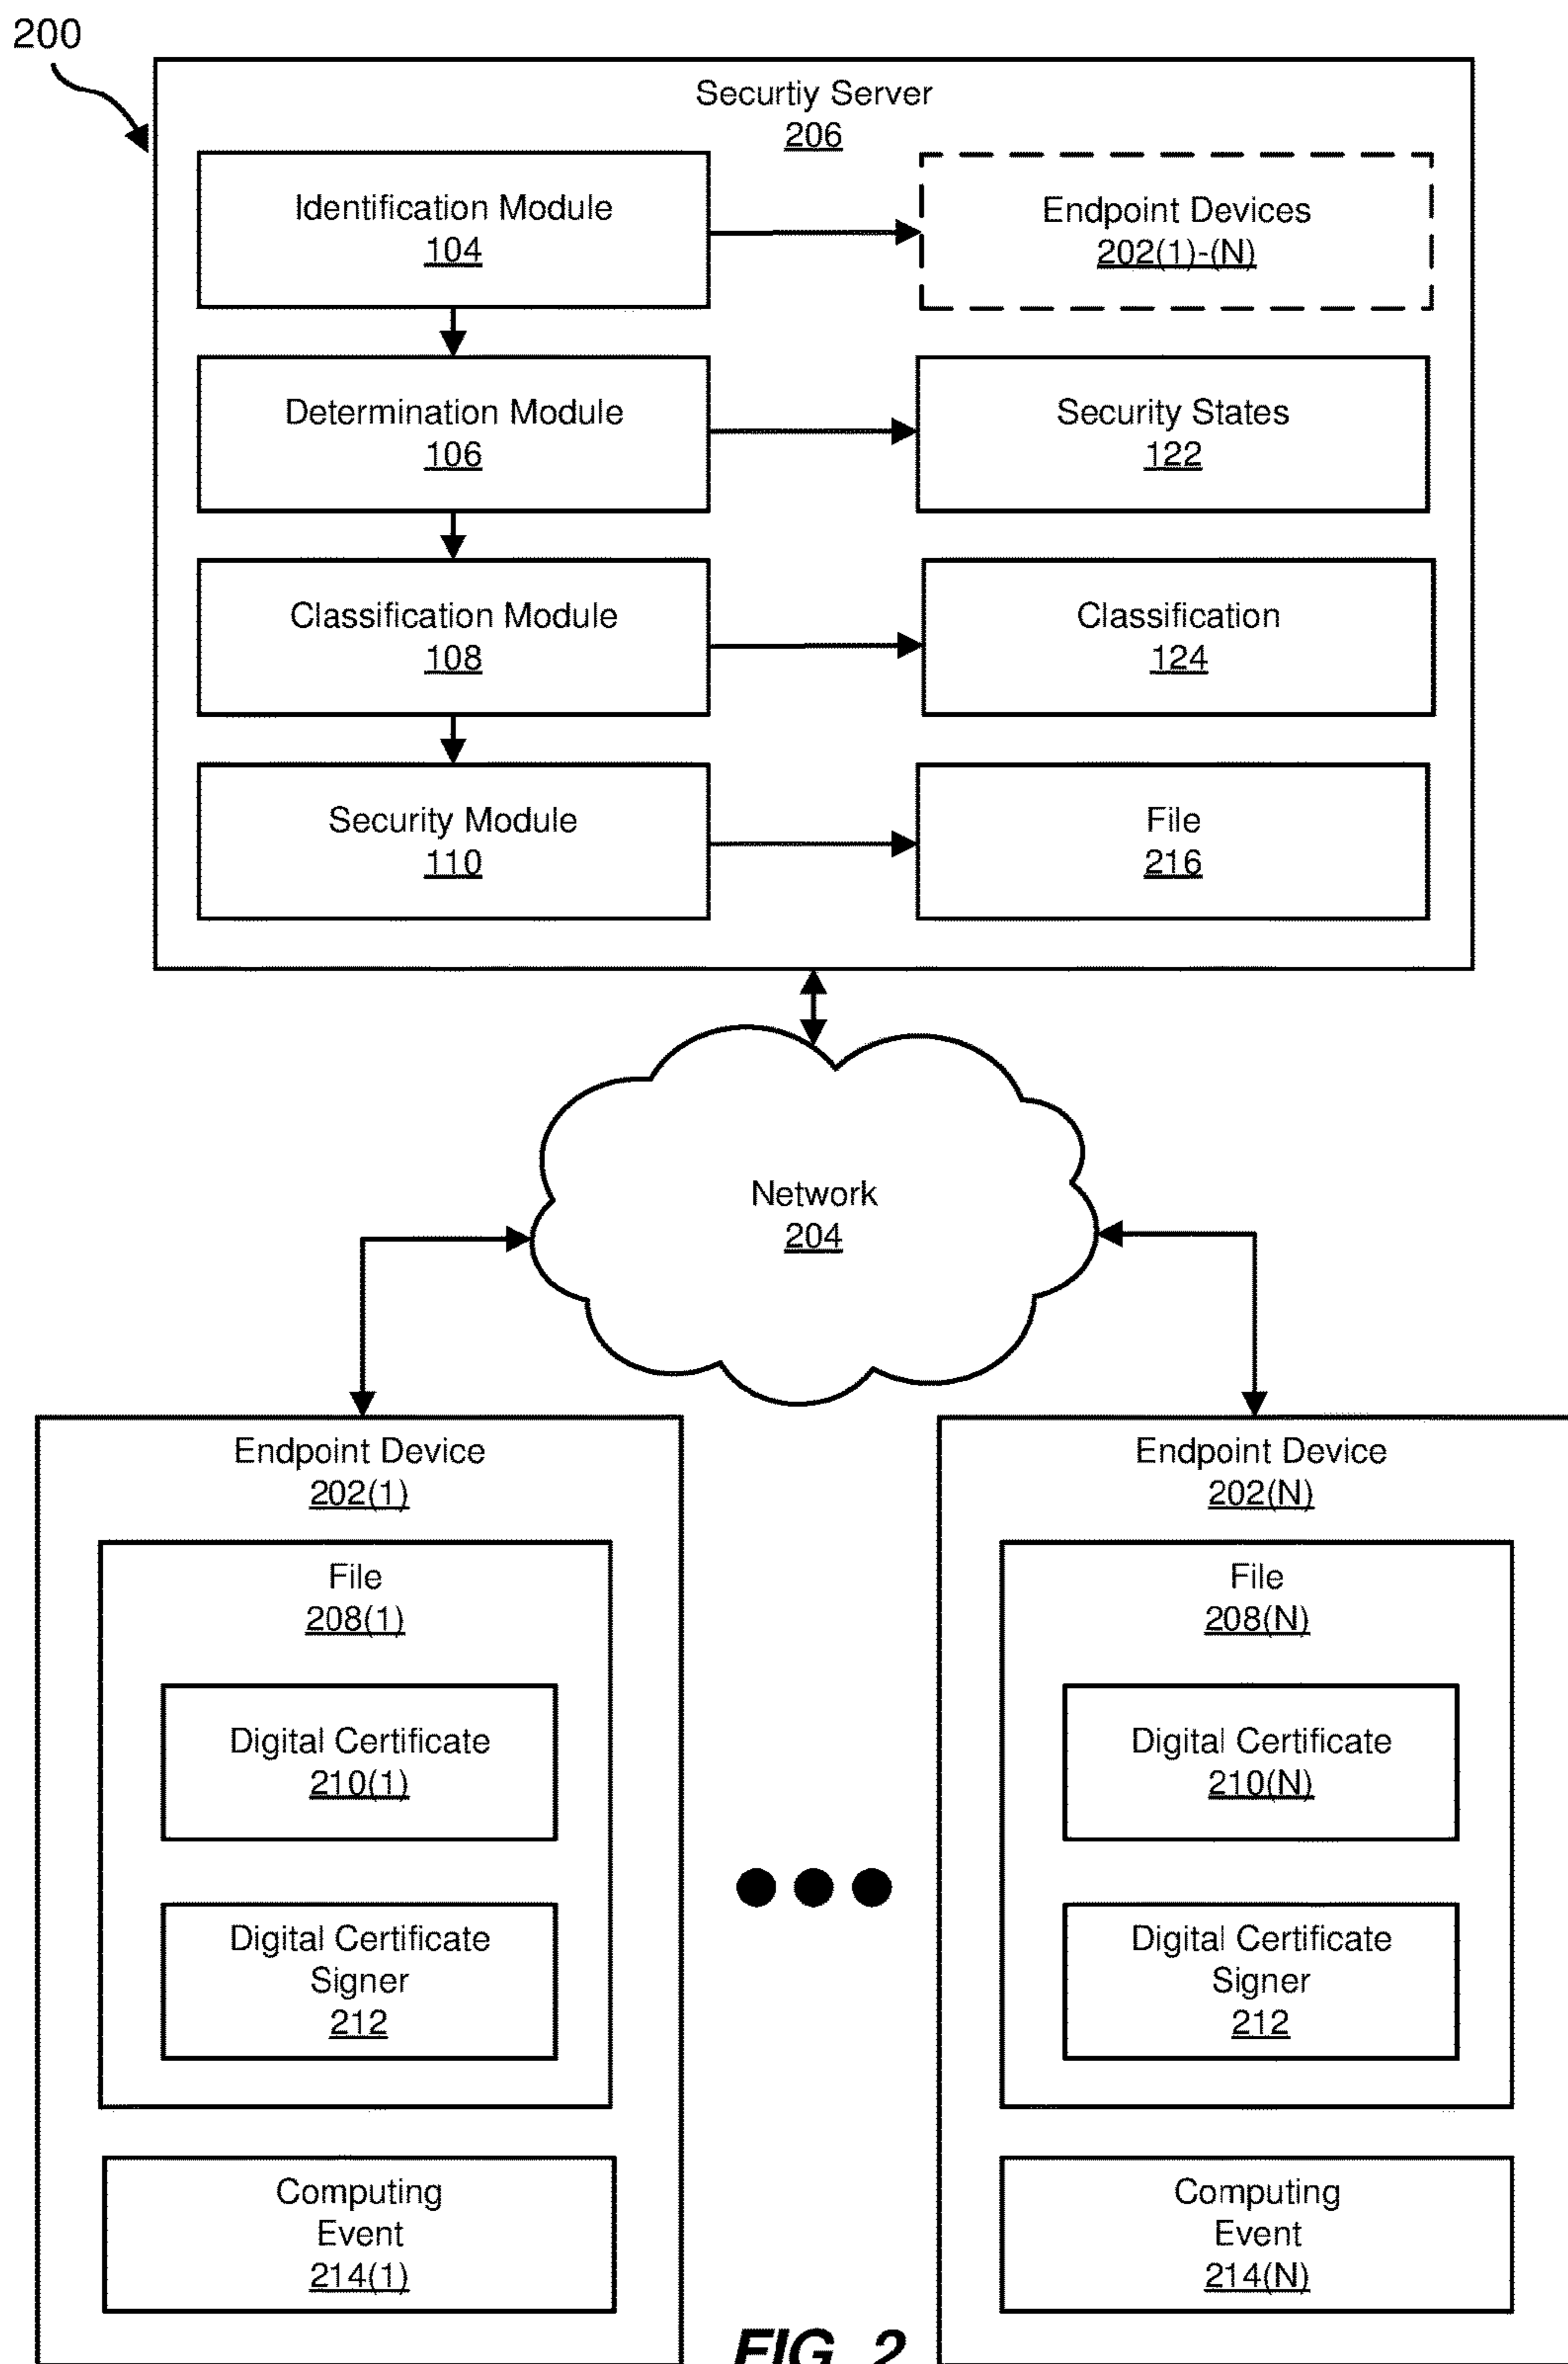 200
Securtiy Server
206
Identification Module
104
Endpoint Devices
202(1)-(N)
Determination Module
106
Security States
122
Classification Module
108
Classification
124
Security Module
110
File
216
Network
204
Endpoint Device
202(1)
File
208(1)
Digital Certificate
210(1)
Digital Certificate
Signer
212
Computing
Event
214(1)
Endpoint Device
202(N)
File
208(N)
Digital Certificate
210(N)
Digital Certificate
Signer
212
Computing
Event
214(N)
FIG. 2